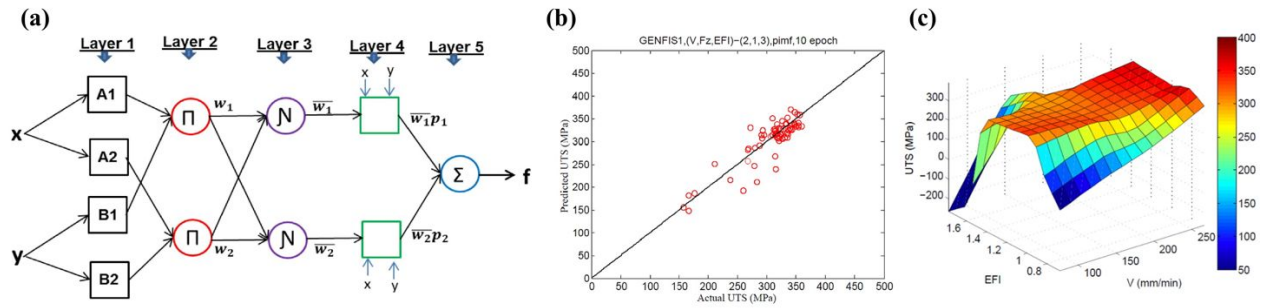 (a)
Layer 1
Layer 2
Layer 3
Layer 4
Layer 5
x
y
A1
A2
B1
B2
x
y
Π
Π
w₁
w₂
N
N
w̅₁
w̅₂
x y
w̅₁p₁
w̅₂p₂
Σ
f
(b)
GENFIS1,(V,Fz,EFI)−(2,1,3),pimf,10 epoch
Predicted UTS (MPa)
500
450
400
350
300
250
200
150
100
50
0
0 50 100 150 200 250 300 350 400 450 500
Actual UTS (MPa)
(c)
UTS (MPa)
300
200
100
0
−100
−200
1.6
1.4
1.2
1
0.8
EFI
100
150
200
250
V (mm/min)
400
350
300
250
200
150
100
50